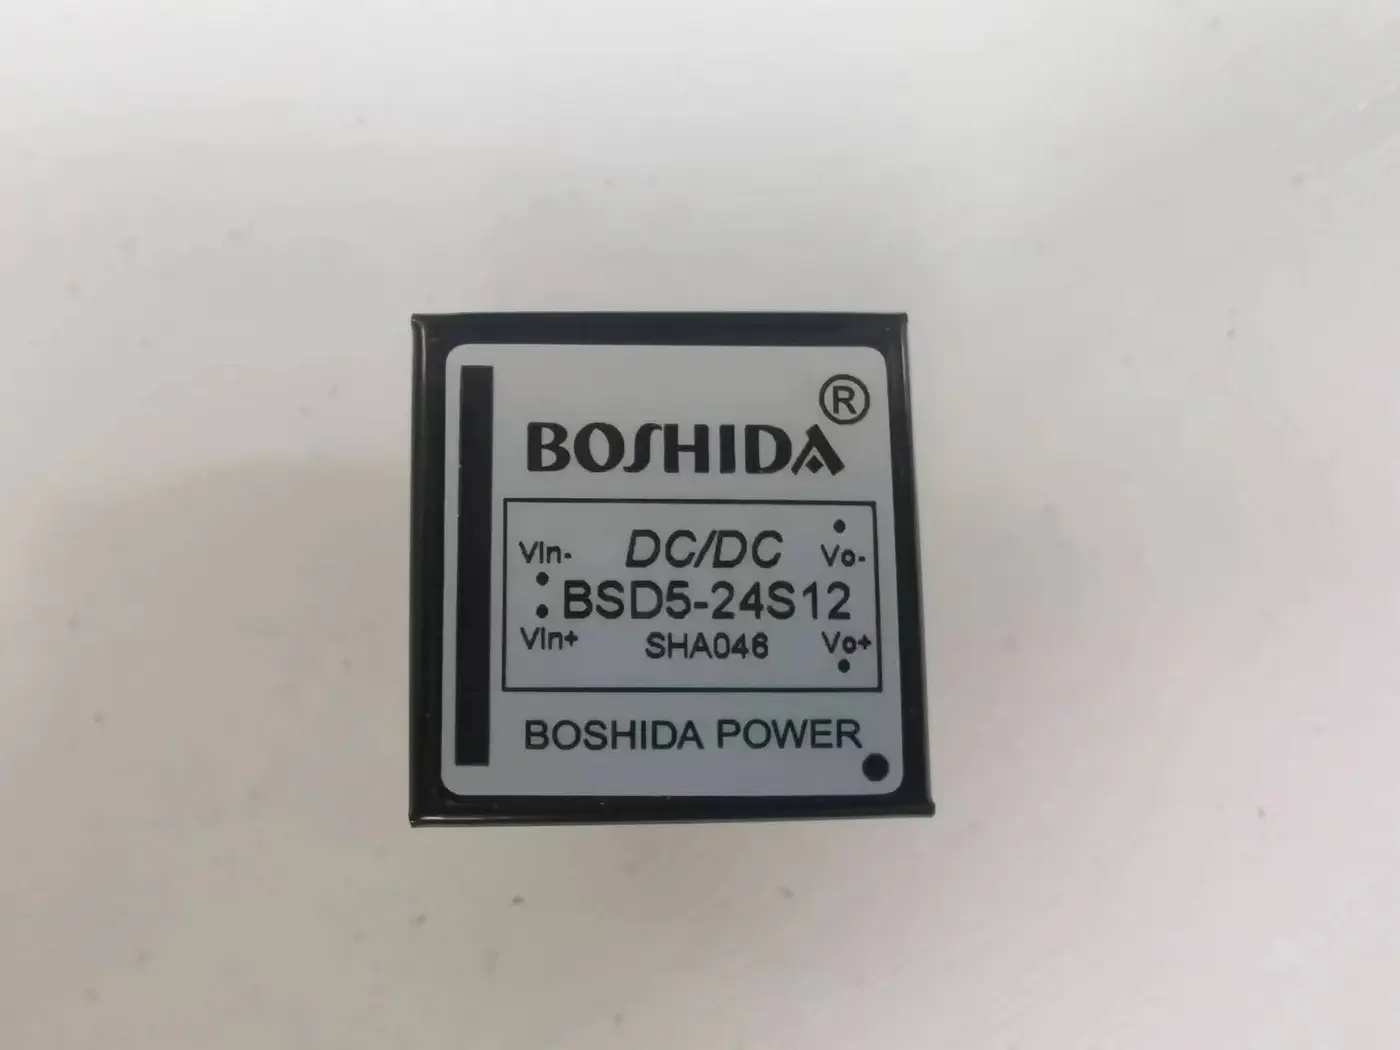 ®
BOSHIDA
DC/DC
VIn- Vo-
BSD5-24S12
VIn+ SHA046 Vo+
BOSHIDA POWER